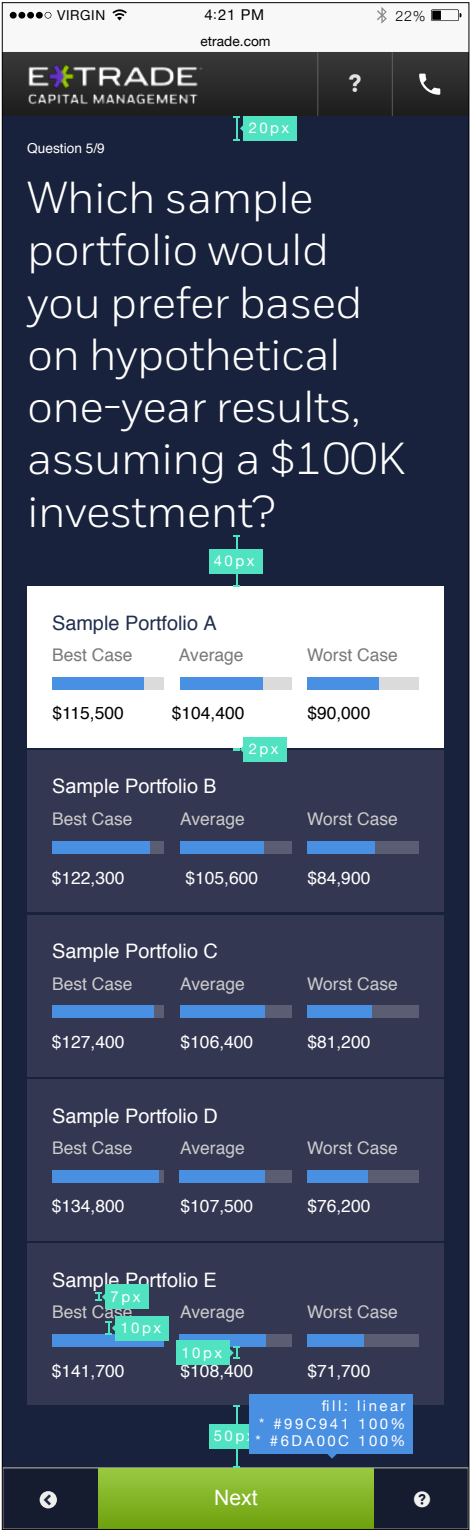 VIRGIN 4:21 PM 22%
etrade.com
E*TRADE
CAPITAL MANAGEMENT
?
20px
Question 5/9
Which sample
portfolio would
you prefer based
on hypothetical
one-year results,
assuming a $100K
investment?
40px
Sample Portfolio A
Best Case Average Worst Case
$115,500 $104,400 $90,000
2px
Sample Portfolio B
Best Case Average Worst Case
$122,300 $105,600 $84,900
Sample Portfolio C
Best Case Average Worst Case
$127,400 $106,400 $81,200
Sample Portfolio D
Best Case Average Worst Case
$134,800 $107,500 $76,200
Sample Portfolio E
7px
Best Case Average Worst Case
10px
10px
$141,700 $108,400 $71,700
fill: linear
* #99C941 100%
* #6DA00C 100%
50px
Next
?